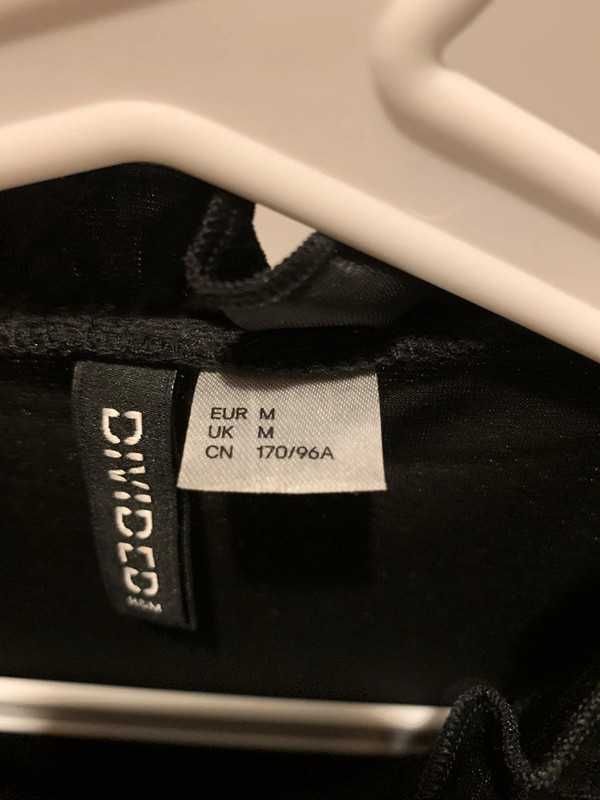 DIVIDED
H&M
EUR M
UK M
CN 170/96A